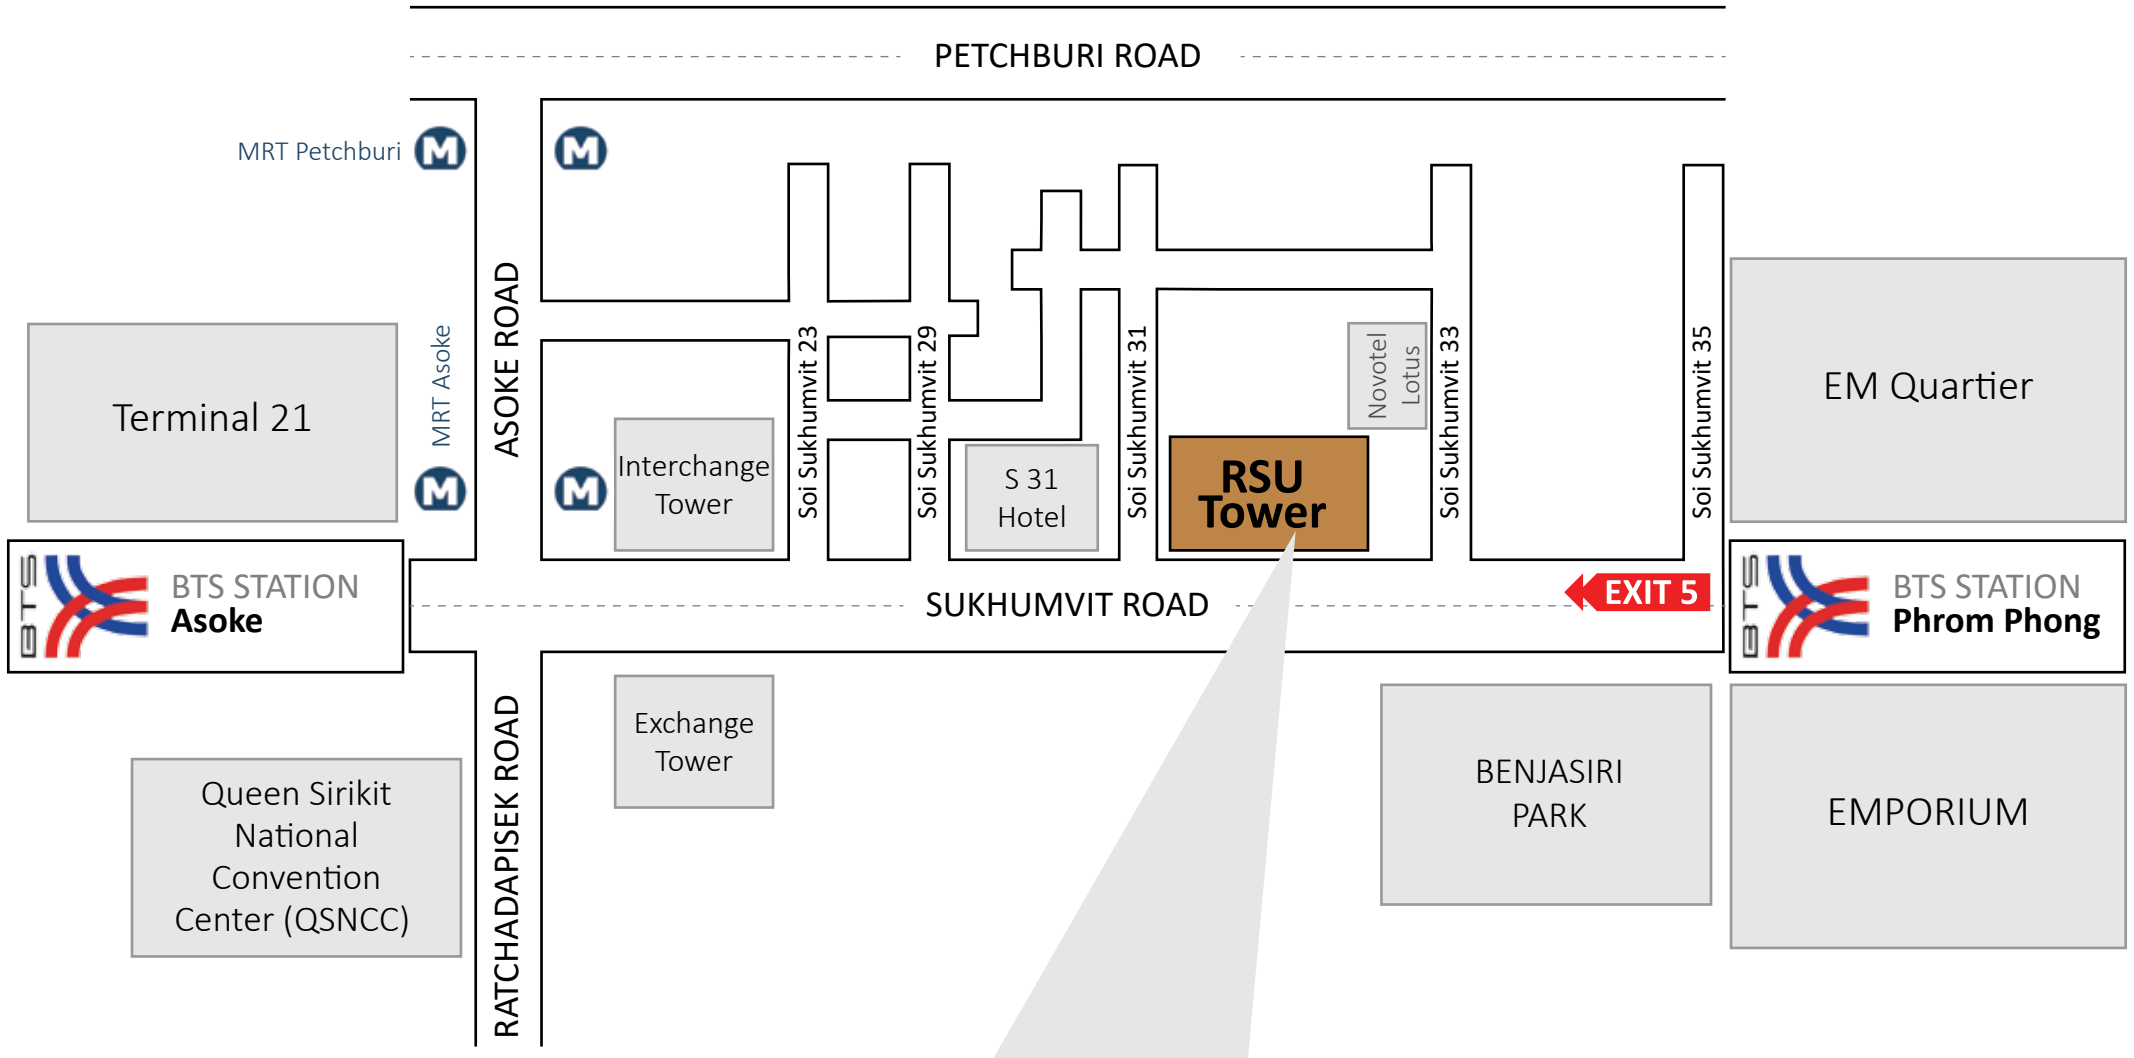 PETCHBURI ROAD
MRT Petchburi
M
M
ASOKE ROAD
MRT Asoke
M
M
Terminal 21
Interchange
Tower
Soi Sukhumvit 23
Soi Sukhumvit 29
S 31
Hotel
Soi Sukhumvit 31
RSU
Tower
Novotel
Lotus
Soi Sukhumvit 33
Soi Sukhumvit 35
EM Quartier
BTS
BTS STATION
Asoke
SUKHUMVIT ROAD
EXIT 5
BTS
BTS STATION
Phrom Phong
RATCHADAPISEK ROAD
Exchange
Tower
Queen Sirikit
National
Convention
Center (QSNCC)
BENJASIRI
PARK
EMPORIUM